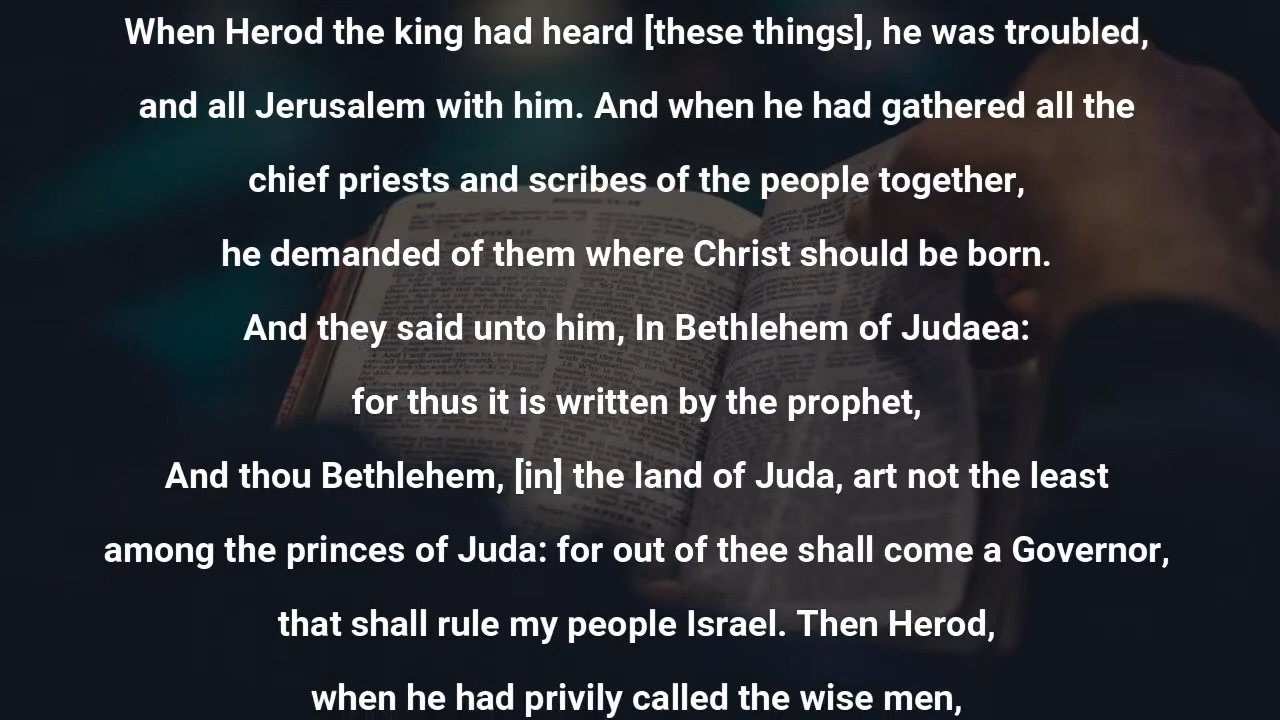 When Herod the king had heard [these things], he was troubled,
and all Jerusalem with him. And when he had gathered all the
chief priests and scribes of the people together,
he demanded of them where Christ should be born.
And they said unto him, In Bethlehem of Judaea:
for thus it is written by the prophet,
And thou Bethlehem, [in] the land of Juda, art not the least
among the princes of Juda: for out of thee shall come a Governor,
that shall rule my people Israel. Then Herod,
when he had privily called the wise men,